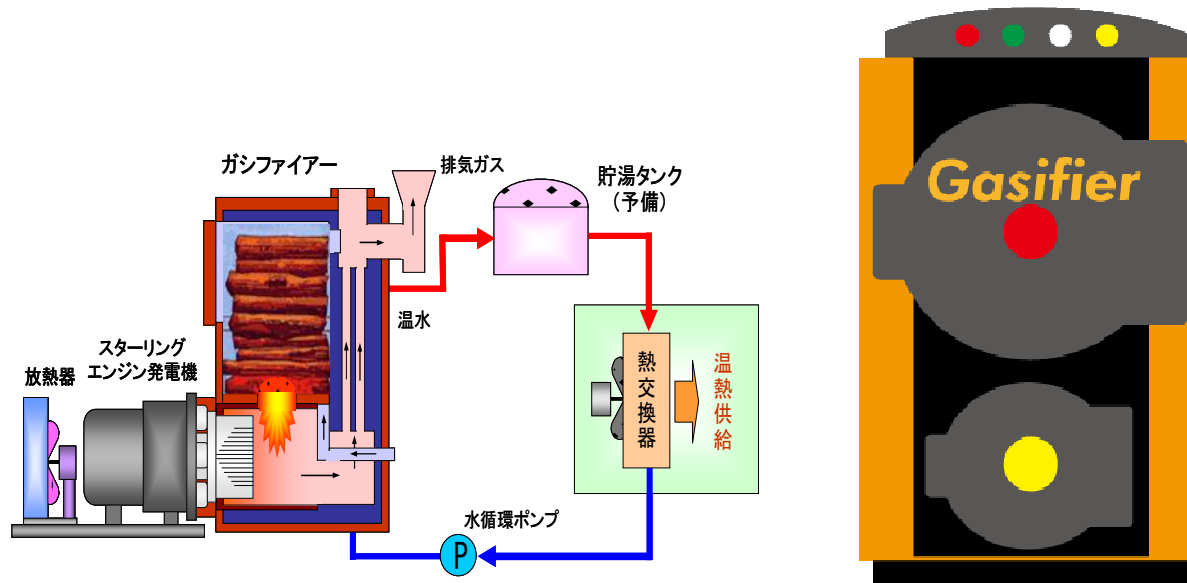 ガシファイアー
排気ガス
貯湯タンク
（予備）
Gasifier
温水
スターリング
エンジン発電機
放熱器
熱交換器
温熱供給
水循環ポンプ
P